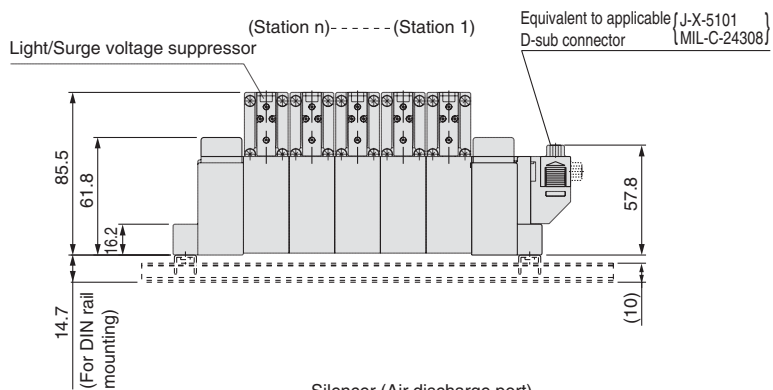 (Station n)------(Station 1)
Equivalent to applicable {J-X-5101
D-sub connector {MIL-C-24308}
Light/Surge voltage suppressor
85.5
61.8
16.2
57.8
14.7
(For DIN rail
mounting)
(10)
Silencer (Air discharge port)